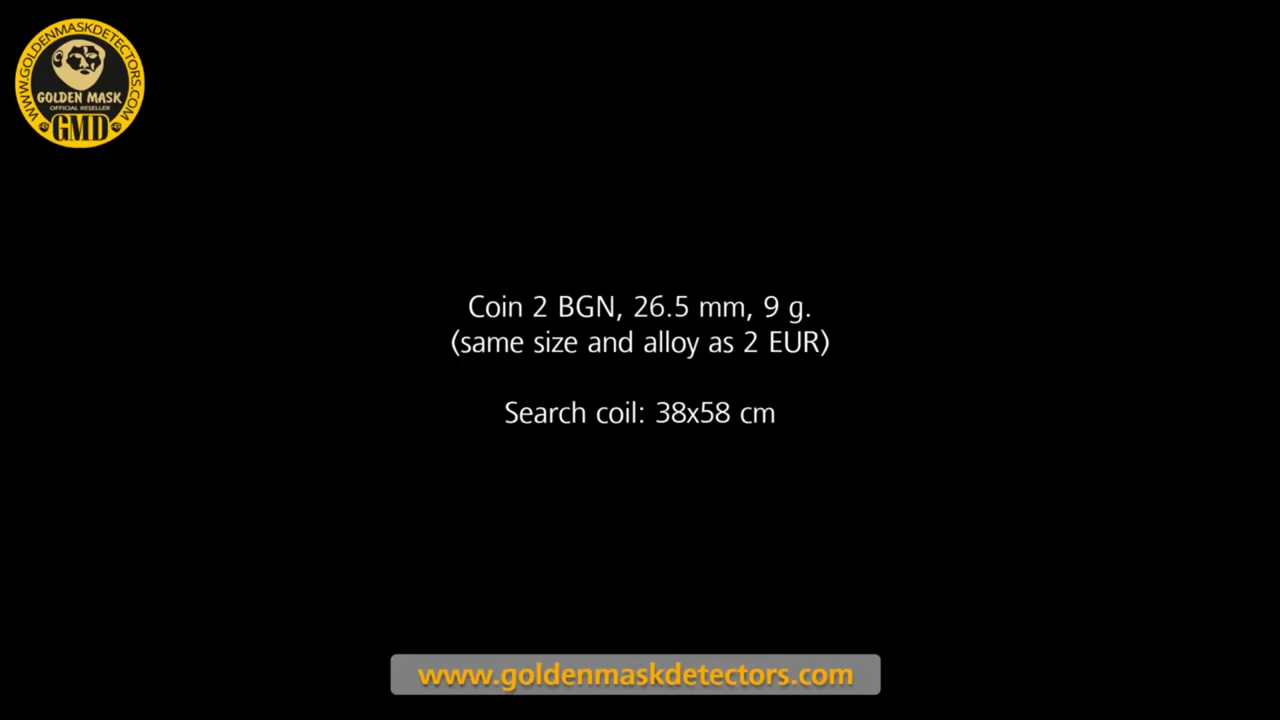 WWW.GOLDENMASKDETECTORS.COM
GOLDEN MASK
OFFICIAL RESELLER
GMD
Coin 2 BGN, 26.5 mm, 9 g.
(same size and alloy as 2 EUR)
Search coil: 38x58 cm
www.goldenmaskdetectors.com